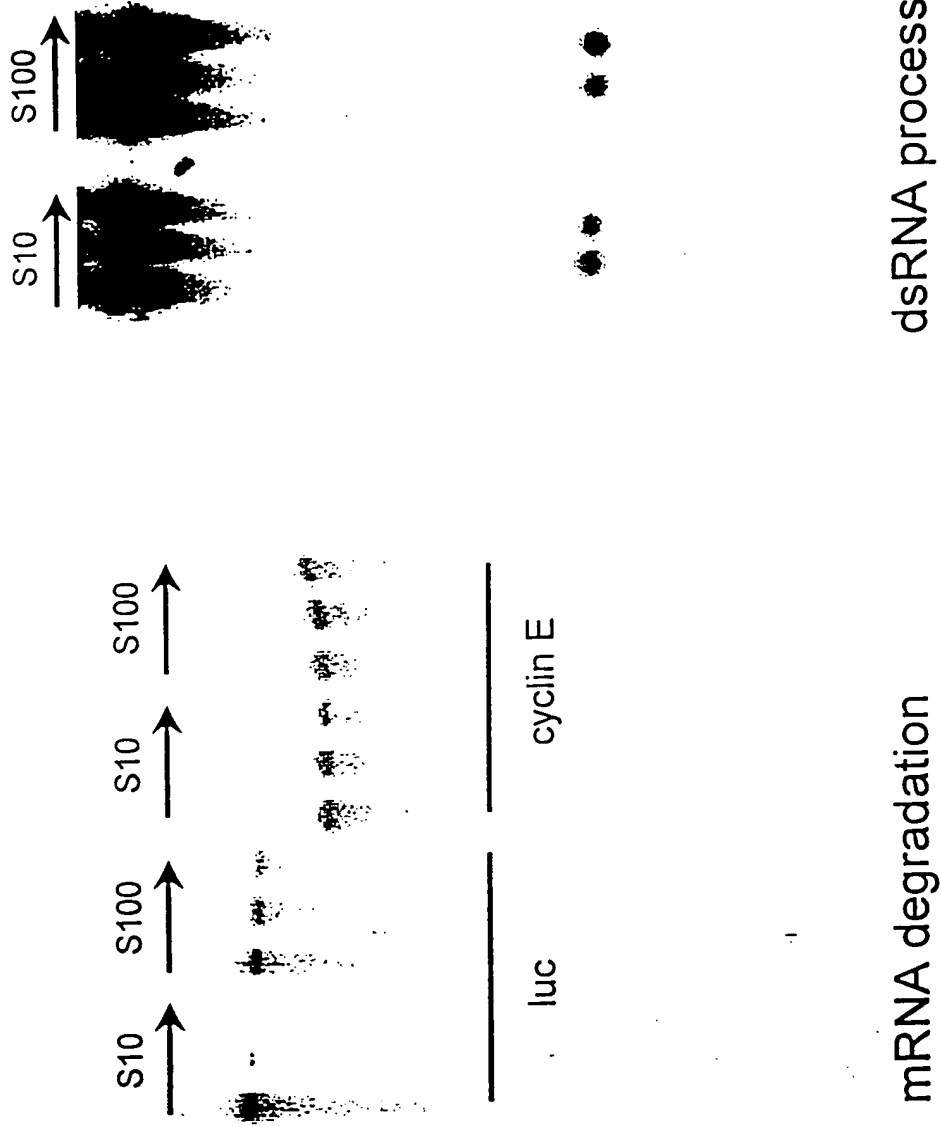 S10
S100
S10
S100
S10
S100
luc
cyclin E
mRNA degradation
S10
S100
dsRNA process